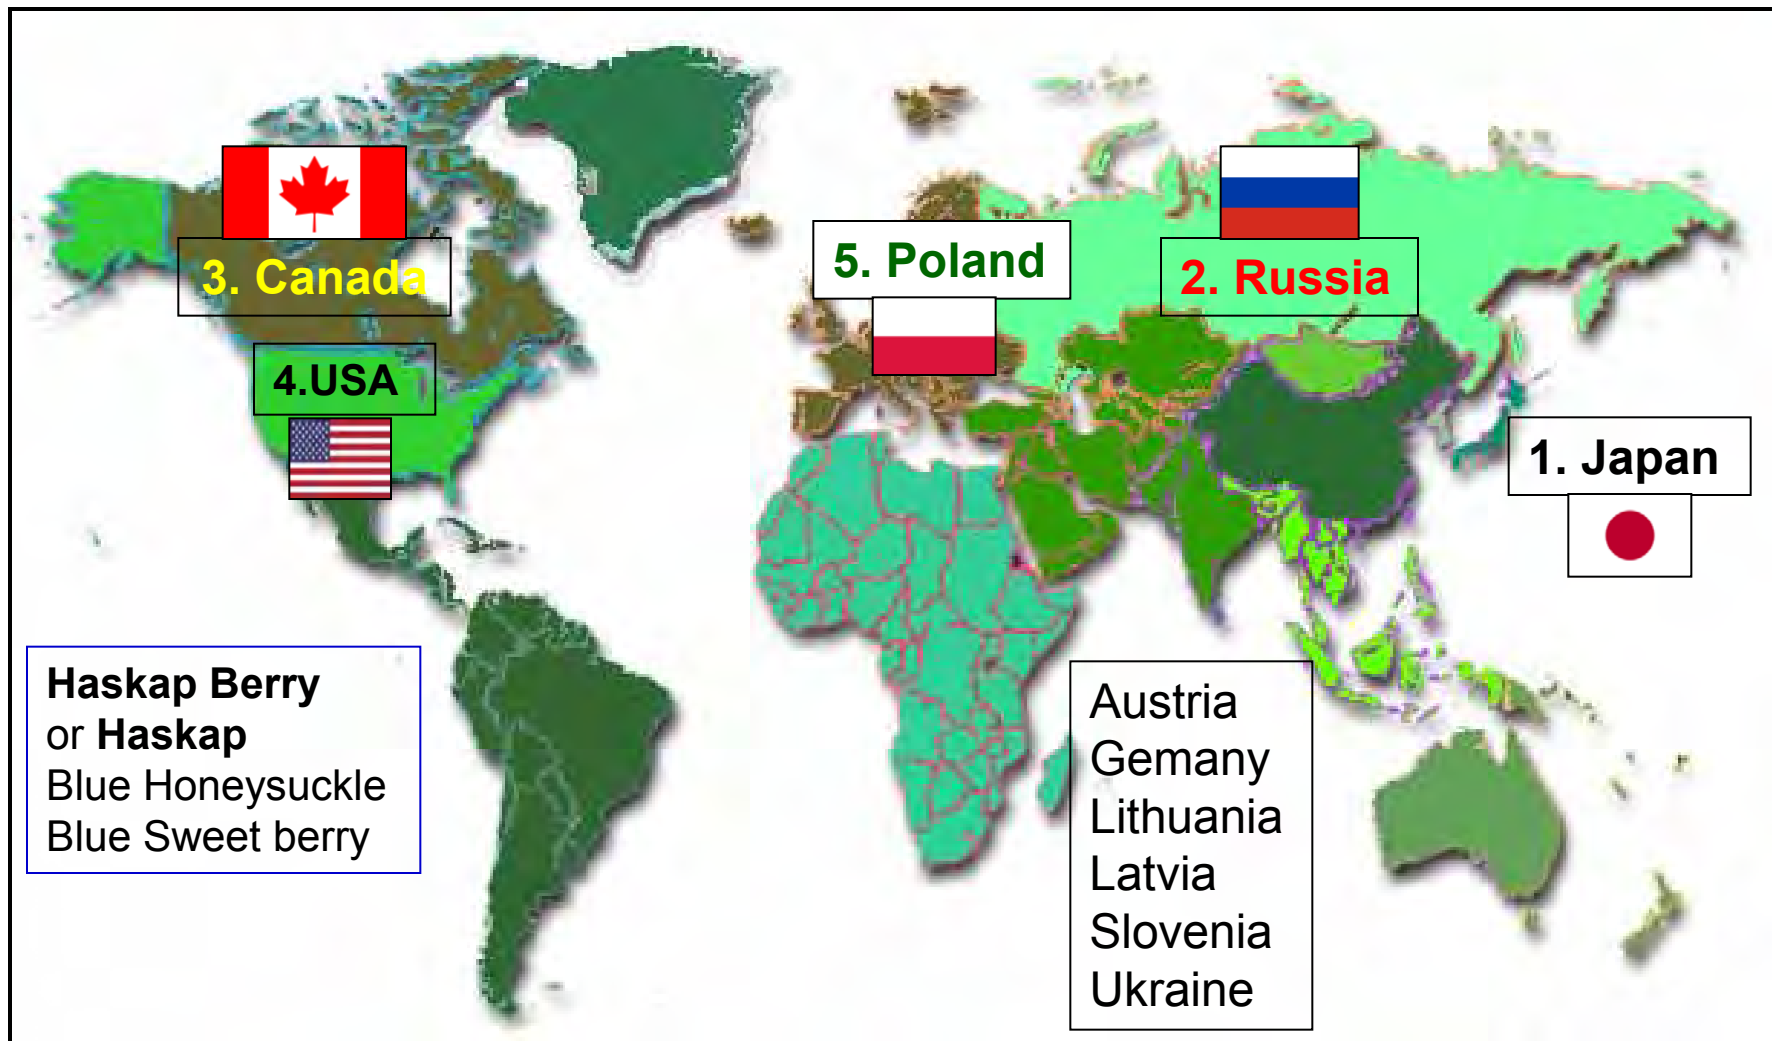 3. Canada
4.USA
5. Poland
2. Russia
1. Japan
Haskap Berry
or Haskap
Blue Honeysuckle
Blue Sweet berry
Austria
Gemany
Lithuania
Latvia
Slovenia
Ukraine